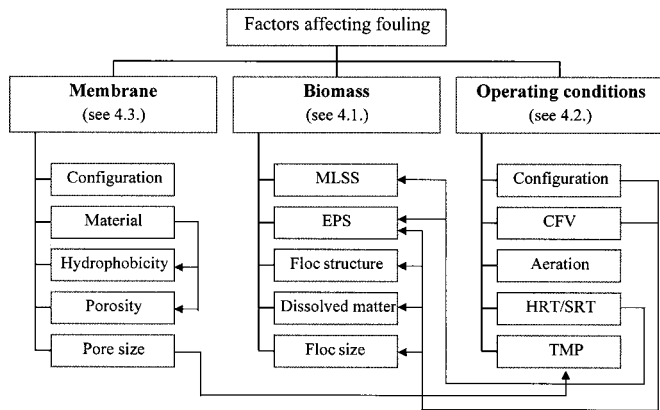 Factors affecting fouling
Membrane
(see 4.3.)
Configuration
Material
Hydrophobicity
Porosity
Pore size
Biomass
(see 4.1.)
MLSS
EPS
Floc structure
Dissolved matter
Floc size
Operating conditions
(see 4.2.)
Configuration
CFV
Aeration
HRT/SRT
TMP